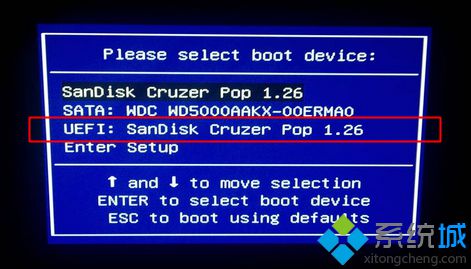 Please select boot device:
SanDisk Cruzer Pop 1.26
SATA: WDC WD5000AAKX-00ERMA0
UEFI: SanDisk Cruzer Pop 1.26
Enter Setup
↑ and ↓ to move selection
ENTER to select boot device
ESC to boot using defaults
系统城
xitongcheng.com